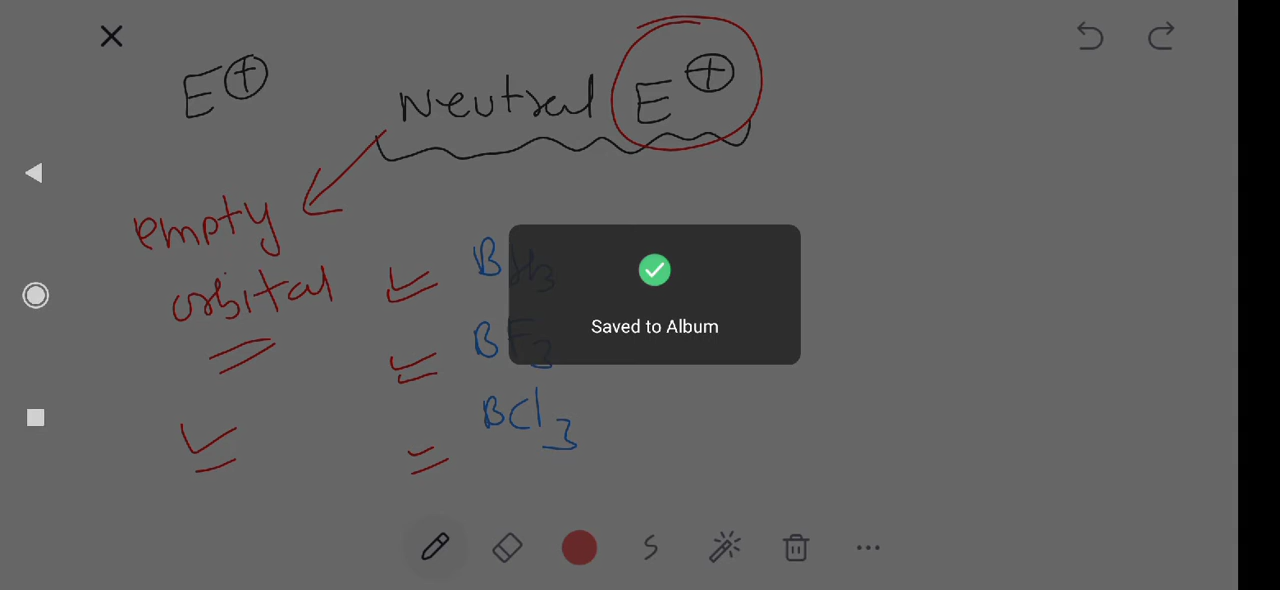 E⊕ Neutral E⊕
empty
orbital
BH3
BF3
BCl3
Saved to Album